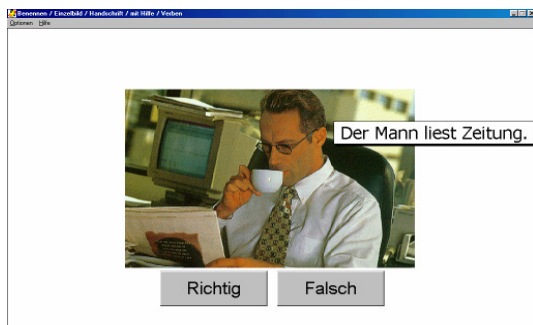 Benennen / Einzelbild / Handschrift / mit Hilfe / Verben
Optionen Hilfe
Der Mann liest Zeitung.
Richtig Falsch